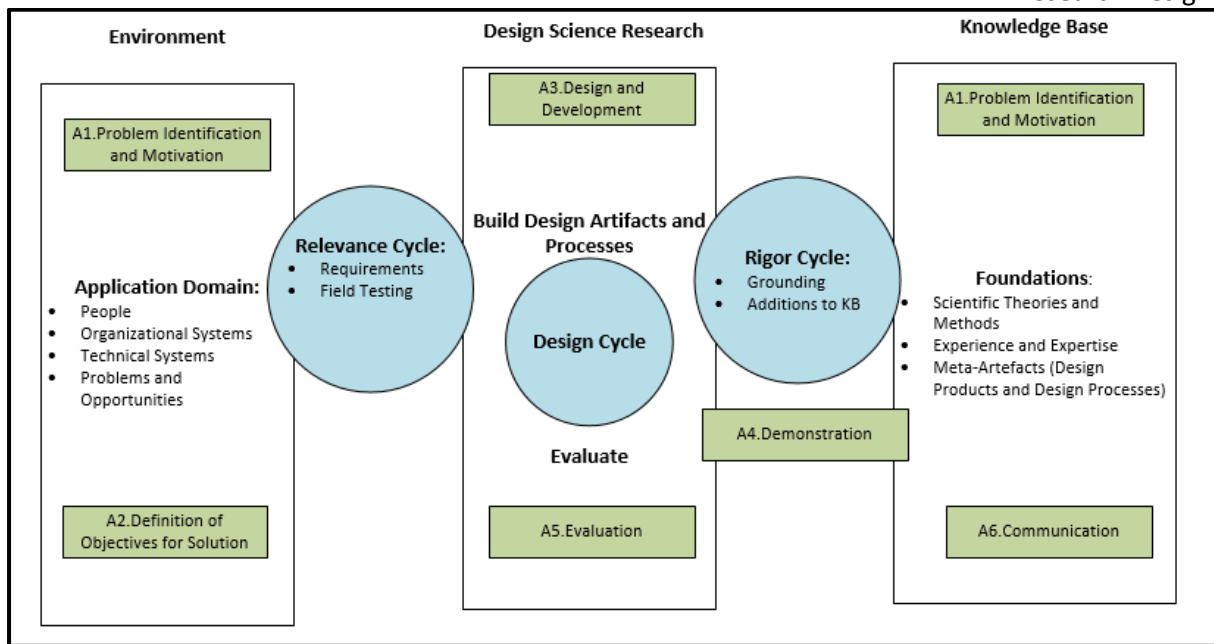 Environment
A1.Problem Identification
and Motivation
Application Domain:
• People
• Organizational Systems
• Technical Systems
• Problems and
Opportunities
A2.Definition of
Objectives for Solution
Relevance Cycle:
• Requirements
• Field Testing
Design Science Research
A3.Design and
Development
Build Design Artifacts and
Processes
Design Cycle
Evaluate
A5.Evaluation
Rigor Cycle:
• Grounding
• Additions to KB
A4.Demonstration
Knowledge Base
A1.Problem Identification
and Motivation
Foundations:
• Scientific Theories and
Methods
• Experience and Expertise
• Meta-Artefacts (Design
Products and Design Processes)
A6.Communication